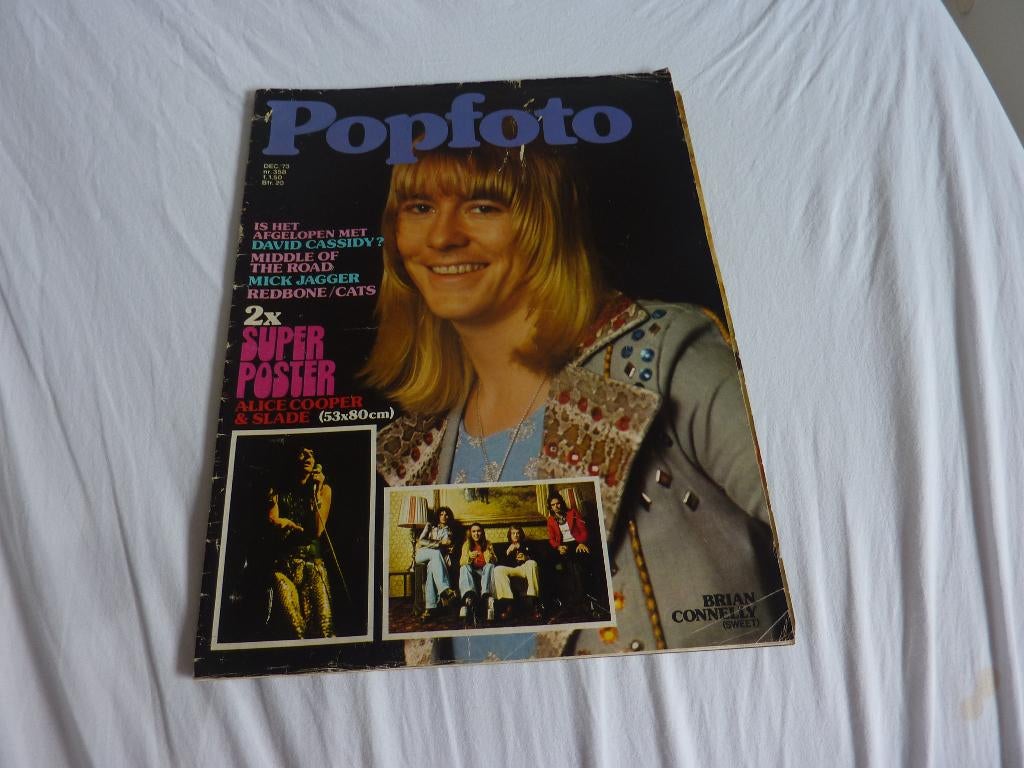 Popfoto
DEC '73
nr. 358
f.1.50
Bfr. 20
IS HET
AFGELOPEN MET
DAVID CASSIDY?
MIDDLE OF
THE ROAD
MICK JAGGER
REDBONE/CATS
2x
SUPER
POSTER
ALICE COOPER
& SLADE (53x80cm)
BRIAN
CONNELLY
(SWEET)